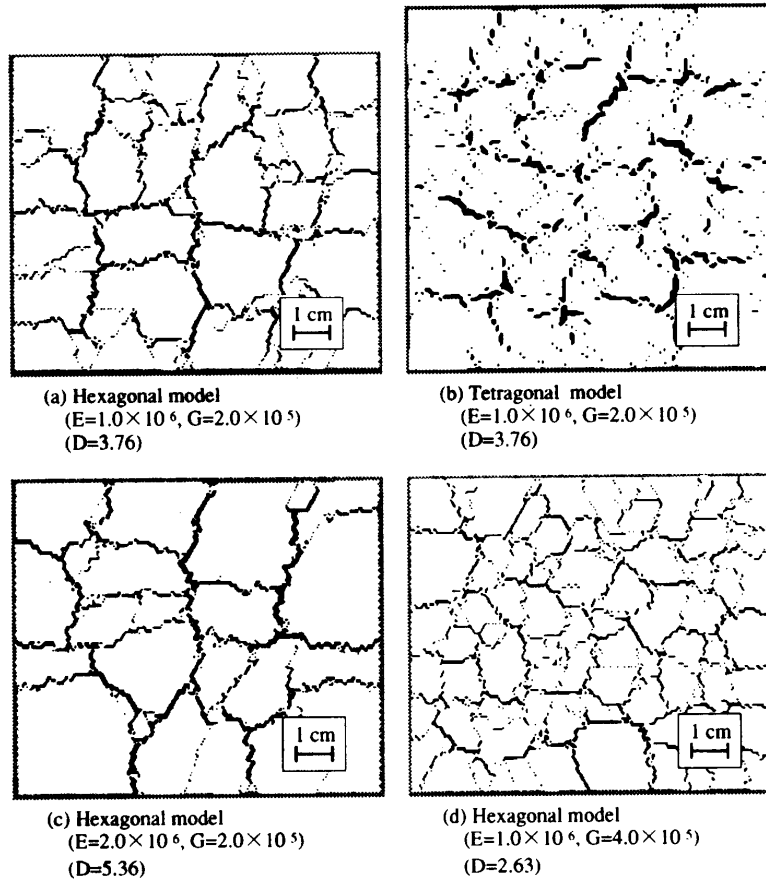 1 cm
1 cm
(a) Hexagonal model
(E=1.0×10⁶, G=2.0×10⁵)
(D=3.76)
(b) Tetragonal model
(E=1.0×10⁶, G=2.0×10⁵)
(D=3.76)
1 cm
1 cm
(c) Hexagonal model
(E=2.0×10⁶, G=2.0×10⁵)
(D=5.36)
(d) Hexagonal model
(E=1.0×10⁶, G=4.0×10⁵)
(D=2.63)